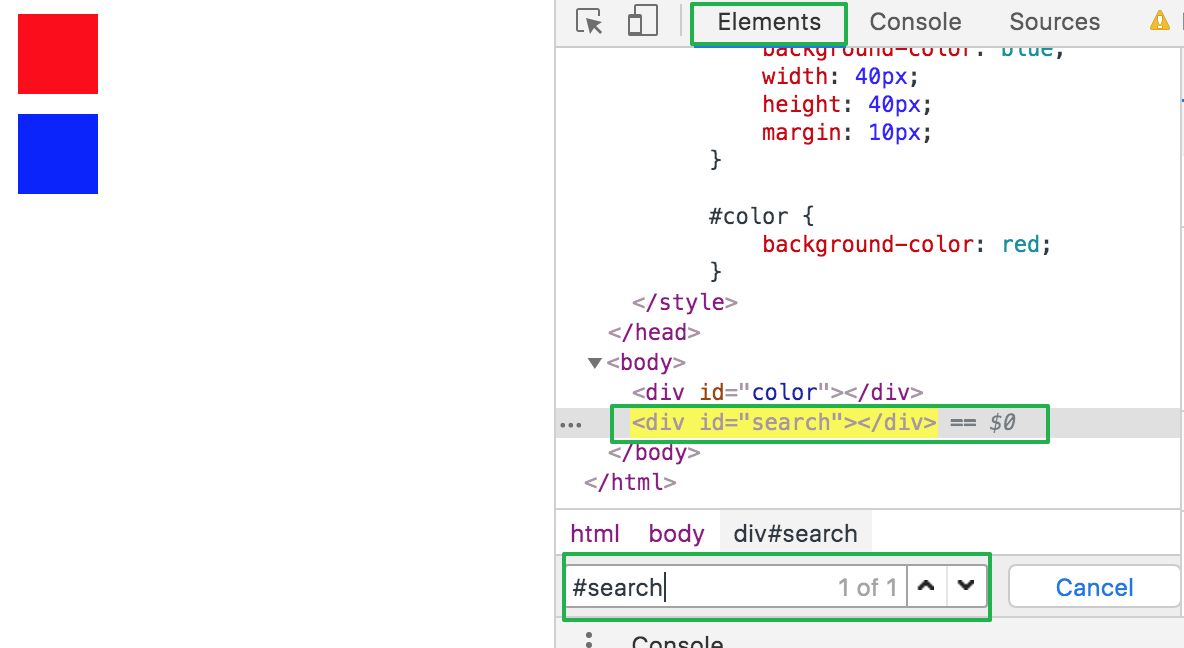 Elements Console Sources
background-color: blue;
width: 40px;
height: 40px;
margin: 10px;
}
#color {
background-color: red;
}
</style>
</head>
▼<body>
<div id="color"></div>
... <div id="search"></div> == $0
</body>
</html>
html body div#search
#search 1 of 1 Cancel
Console